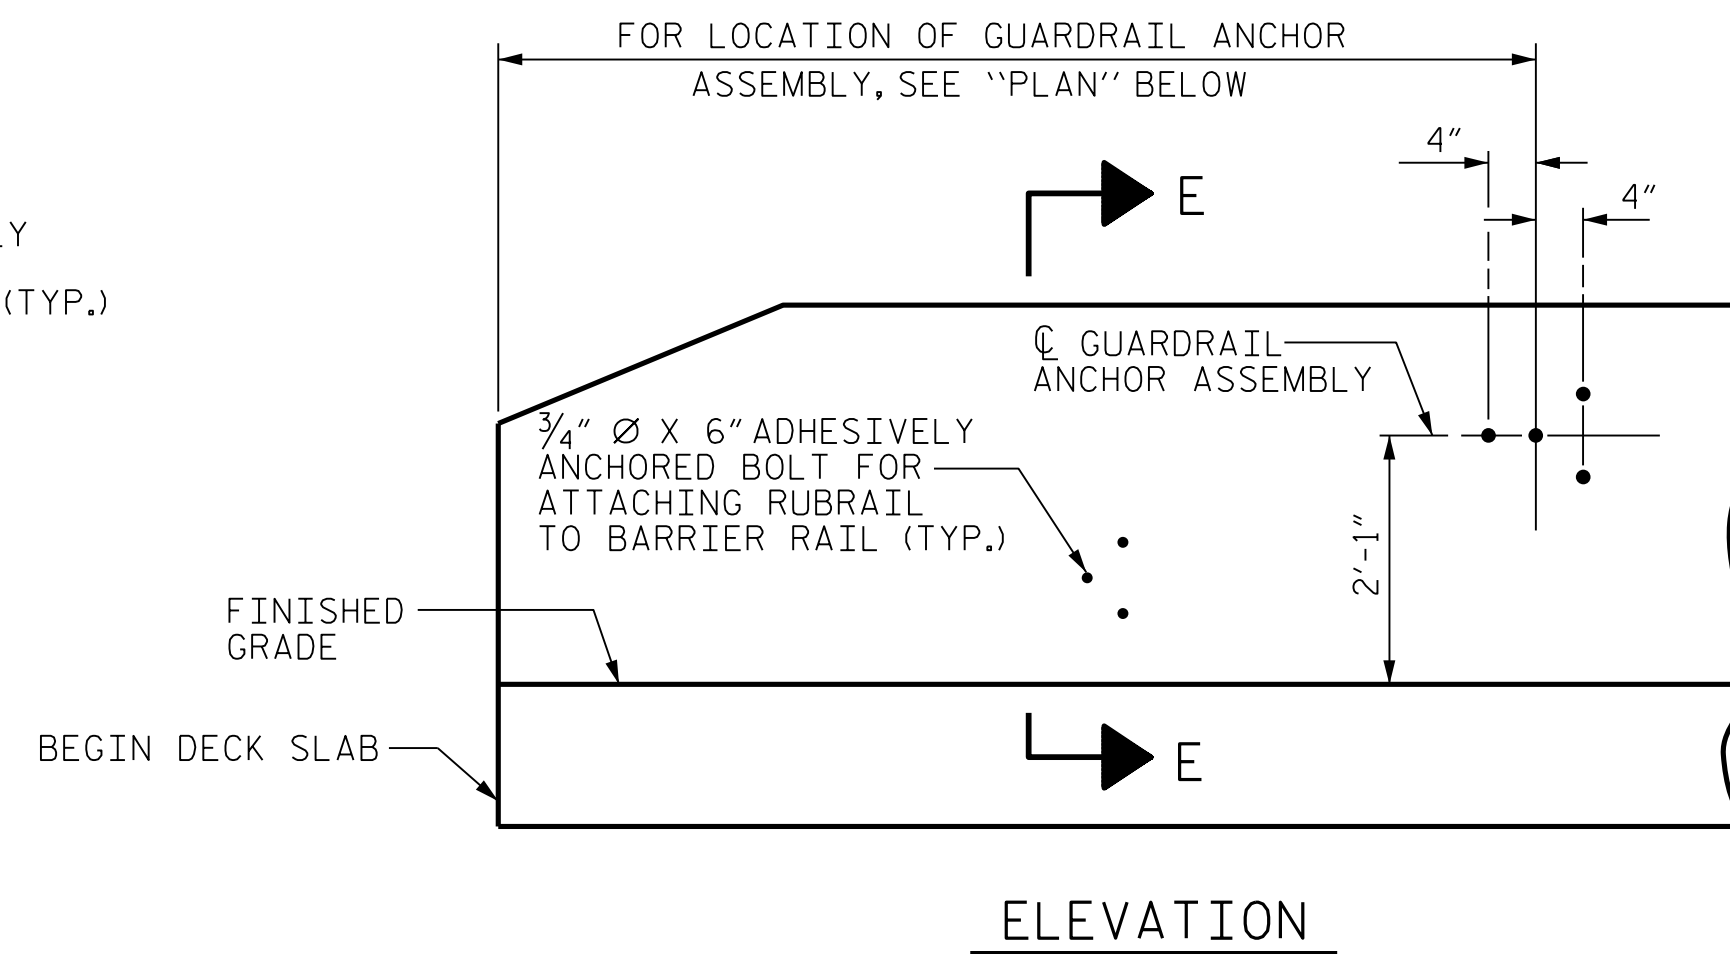 FOR LOCATION OF GUARDRAIL ANCHOR
ASSEMBLY, SEE ‶PLAN″ BELOW
4″
4″
E
Y
(TYP.)
℄ GUARDRAIL
ANCHOR ASSEMBLY
¾″ Ø X 6″ ADHESIVELY
ANCHORED BOLT FOR
ATTACHING RUBRAIL
TO BARRIER RAIL (TYP.)
2′-1″
FINISHED
GRADE
BEGIN DECK SLAB
E
ELEVATION